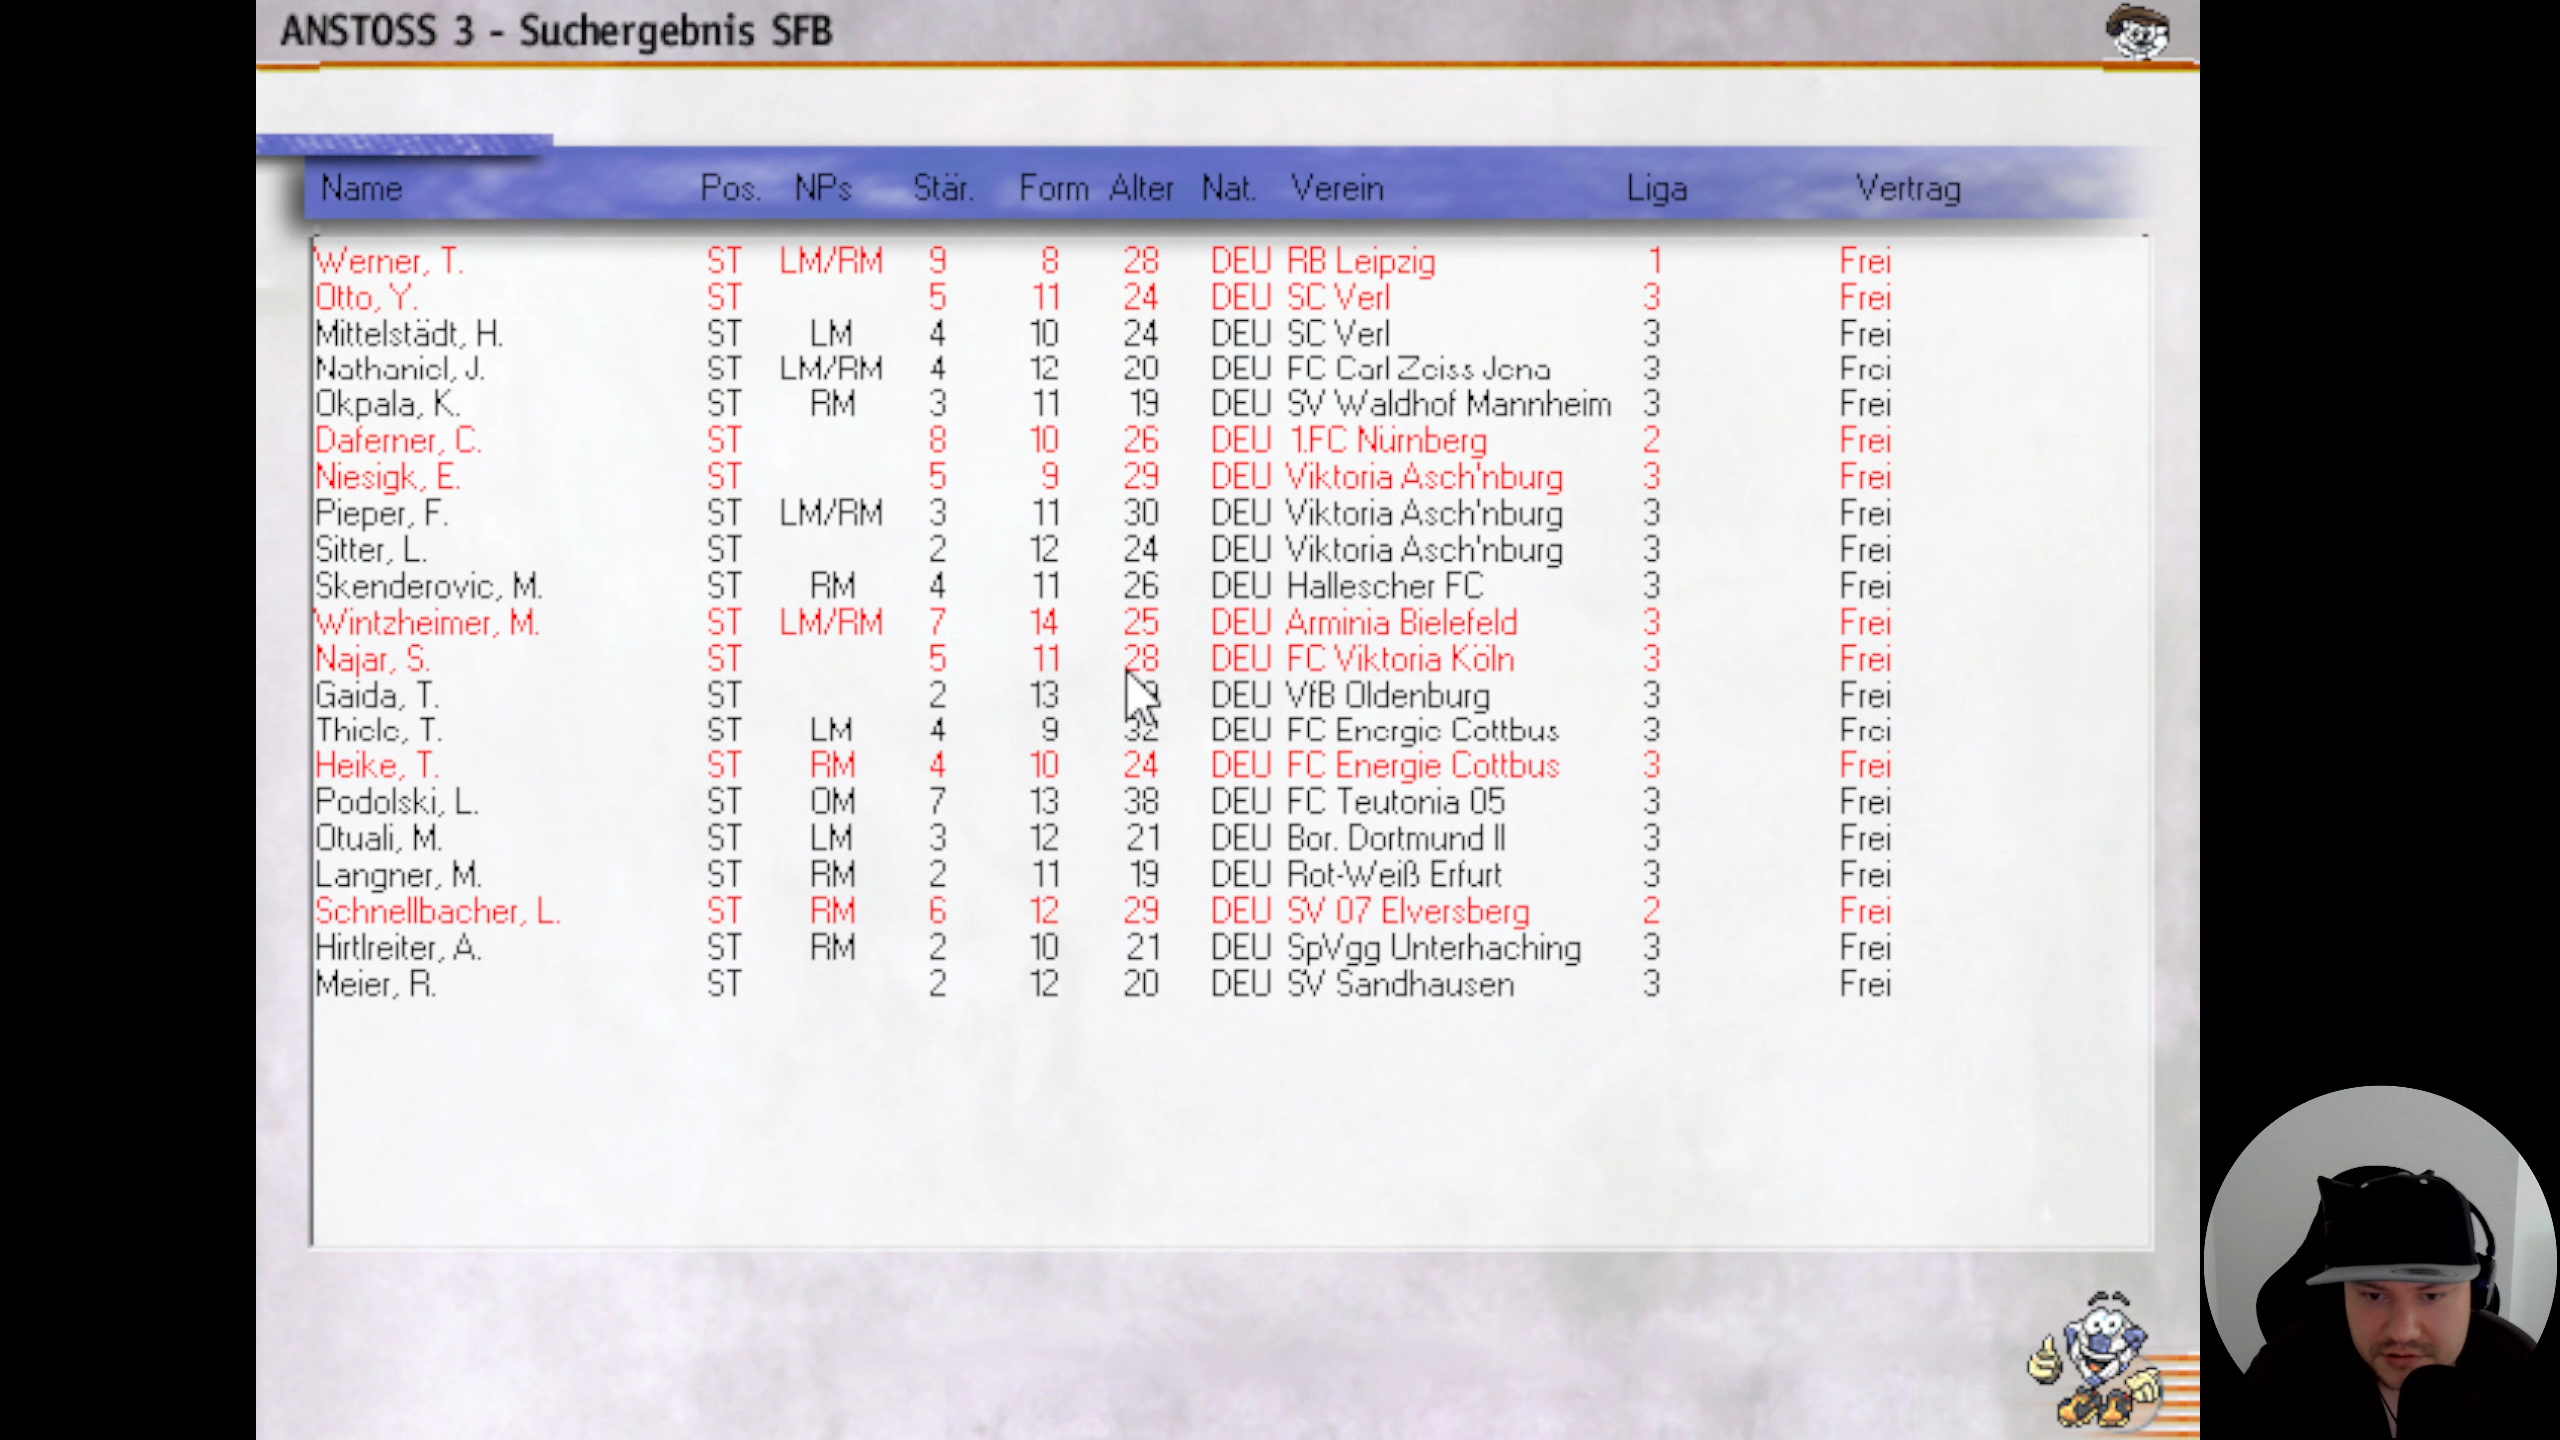 ANSTOSS 3 - Suchergebnis SFB
Name Pos. NPs Stär. Form Alter Nat. Verein Liga Vertrag
Werner, T. ST LM/RM 9 8 28 DEU RB Leipzig 1 Frei
Otto, Y. ST 5 11 24 DEU SC Verl 3 Frei
Mittelstädt, H. ST LM 4 10 24 DEU SC Verl 3 Frei
Nathaniel, J. ST LM/RM 4 12 20 DEU FC Carl Zeiss Jena 3 Frei
Okpala, K. ST RM 3 11 19 DEU SV Waldhof Mannheim 3 Frei
Daferner, C. ST 8 10 26 DEU 1.FC Nürnberg 2 Frei
Niesigk, E. ST 5 9 29 DEU Viktoria Asch'nburg 3 Frei
Pieper, F. ST LM/RM 3 11 30 DEU Viktoria Asch'nburg 3 Frei
Sitter, L. ST 2 12 24 DEU Viktoria Asch'nburg 3 Frei
Skenderovic, M. ST RM 4 11 26 DEU Hallescher FC 3 Frei
Wintzheimer, M. ST LM/RM 7 14 25 DEU Arminia Bielefeld 3 Frei
Najar, S. ST 5 11 28 DEU FC Viktoria Köln 3 Frei
Gaida, T. ST 2 13 DEU VfB Oldenburg 3 Frei
Thiele, T. ST LM 4 9 32 DEU FC Energie Cottbus 3 Frei
Heike, T. ST RM 4 10 24 DEU FC Energie Cottbus 3 Frei
Podolski, L. ST OM 7 13 38 DEU FC Teutonia 05 3 Frei
Otuali, M. ST LM 3 12 21 DEU Bor. Dortmund II 3 Frei
Langner, M. ST RM 2 11 19 DEU Rot-Weiß Erfurt 3 Frei
Schnellbacher, L. ST RM 6 12 29 DEU SV 07 Elversberg 2 Frei
Hirtlreiter, A. ST RM 2 10 21 DEU SpVgg Unterhaching 3 Frei
Meier, R. ST 2 12 20 DEU SV Sandhausen 3 Frei